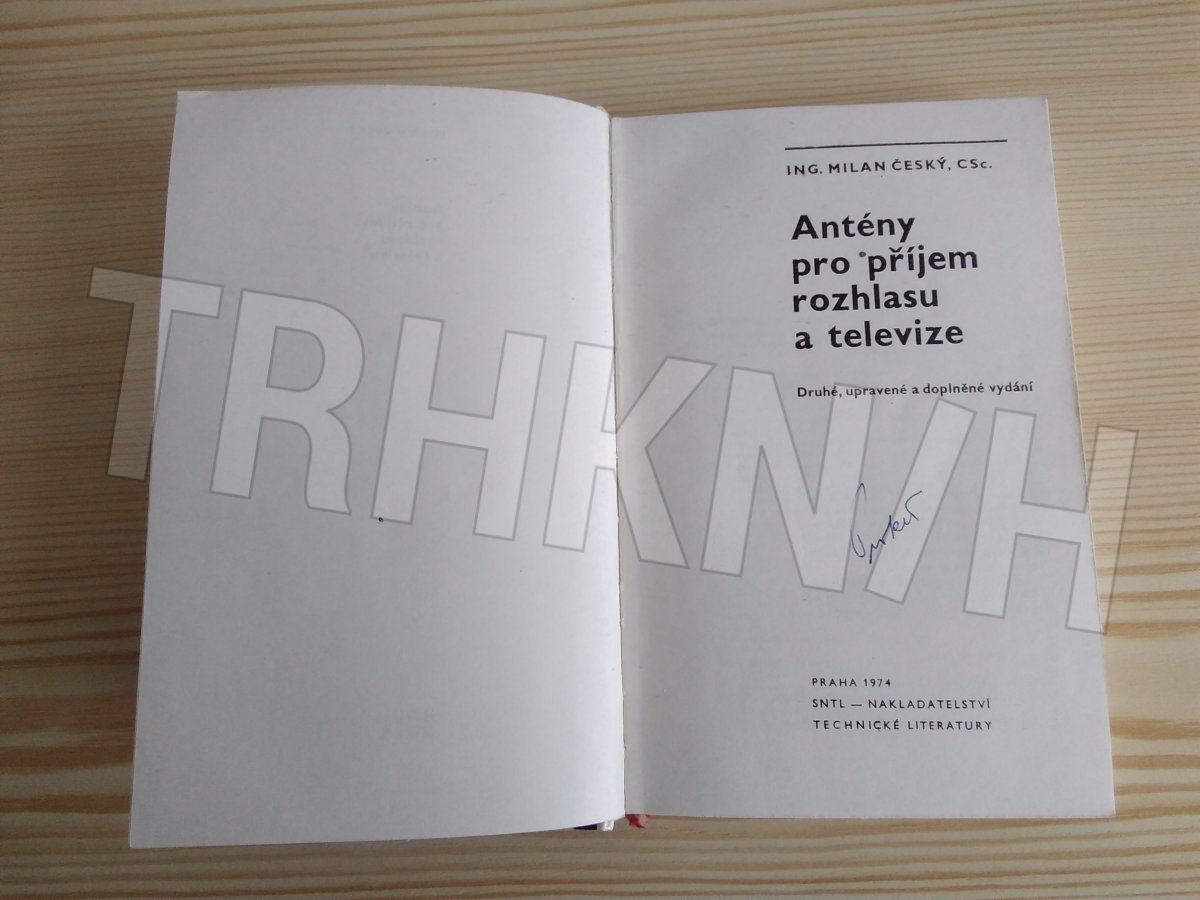 ING. MILAN ČESKÝ, CSc.
Antény
pro příjem
rozhlasu
a televize
Druhé, upravené a doplněné vydání
PRAHA 1974
SNTL — NAKLADATELSTVÍ
TECHNICKÉ LITERATURY
TRHKNIH